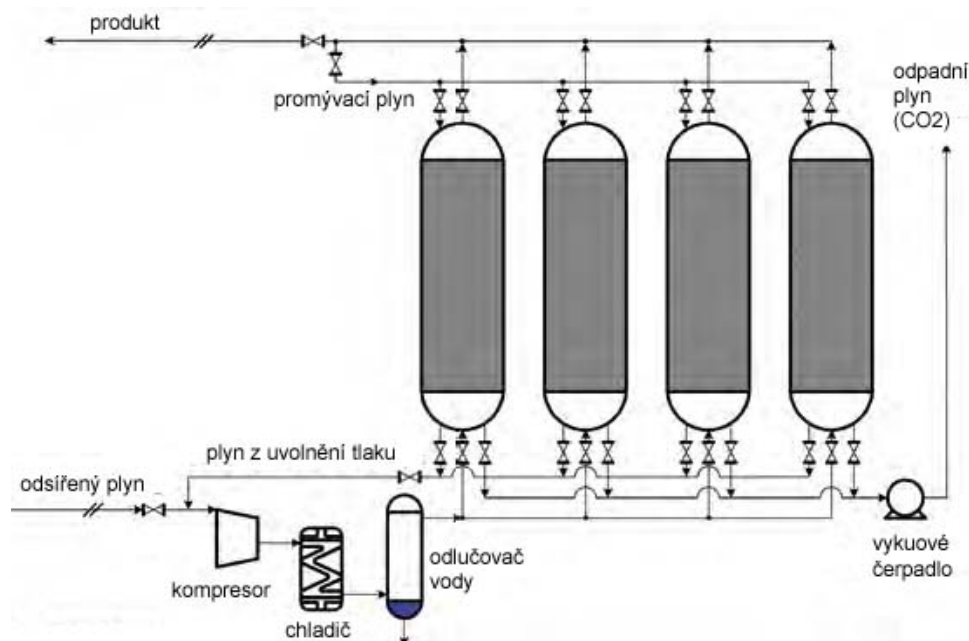 produkt
promývací plyn
odpadní
plyn
(CO2)
plyn z uvolnění tlaku
odsířený plyn
kompresor
chladič
odlučovač
vody
vykuové
čerpadlo